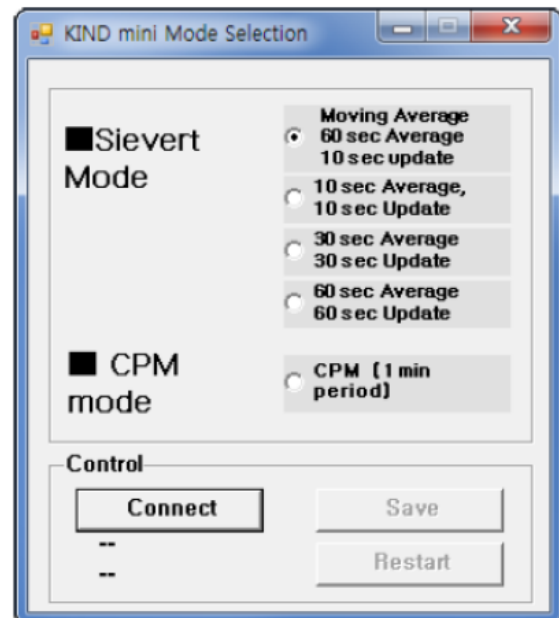 KIND mini Mode Selection
■Sievert
Mode
Moving Average
60 sec Average
10 sec update
10 sec Average,
10 sec Update
30 sec Average
30 sec Update
60 sec Average
60 sec Update
■ CPM
mode
CPM (1 min
period)
Control
Connect
Save
--
--
Restart